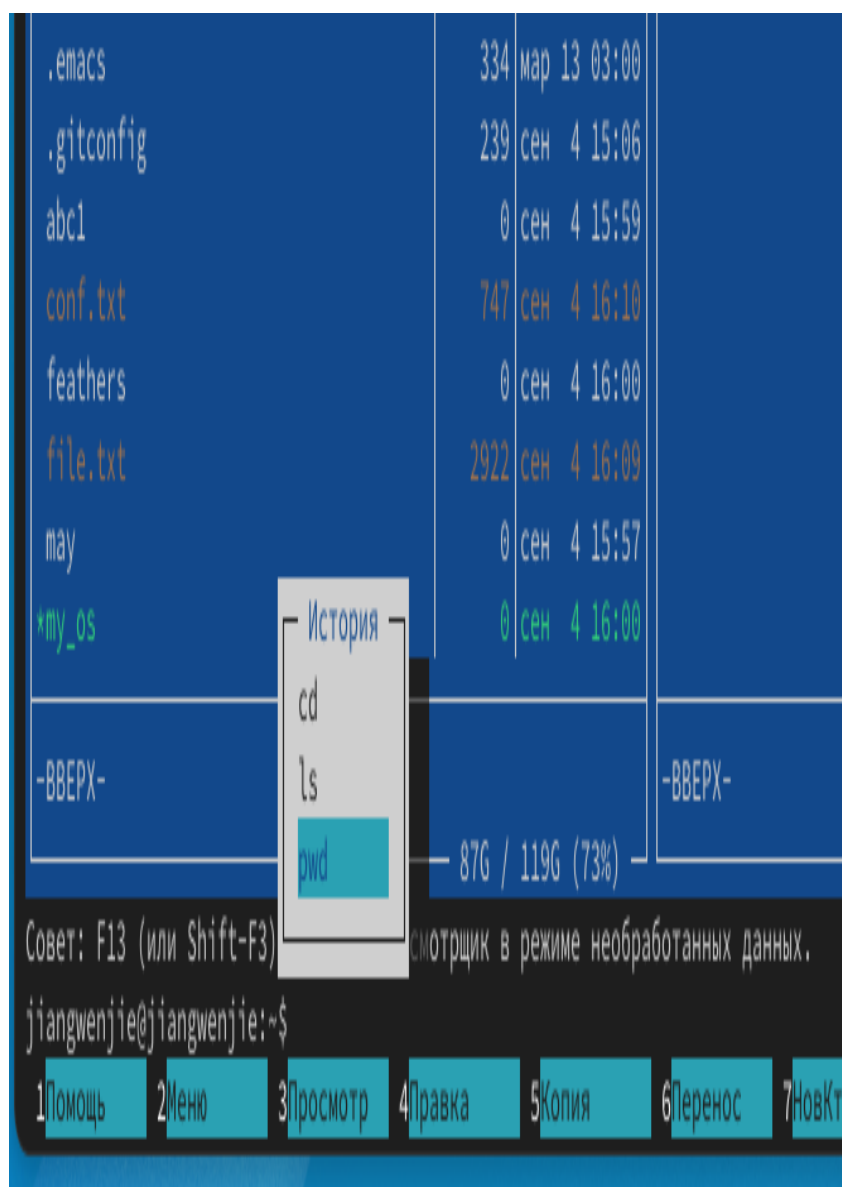 .emacs 334 мар 13 03:00
.gitconfig 239 сен 4 15:06
abc1 0 сен 4 15:59
conf.txt 747 сен 4 16:10
feathers 0 сен 4 16:00
file.txt 2922 сен 4 16:09
may 0 сен 4 15:57
*my_os 0 сен 4 16:00
История
cd
ls
pwd
-ВВЕРХ- -ВВЕРХ-
87G / 119G (73%)
Совет: F13 (или Shift-F3) смотрщик в режиме необработанных данных.
jiangwenjie@jiangwenjie:~$
1Помощь 2Меню 3Просмотр 4Правка 5Копия 6Перенос 7НовКт